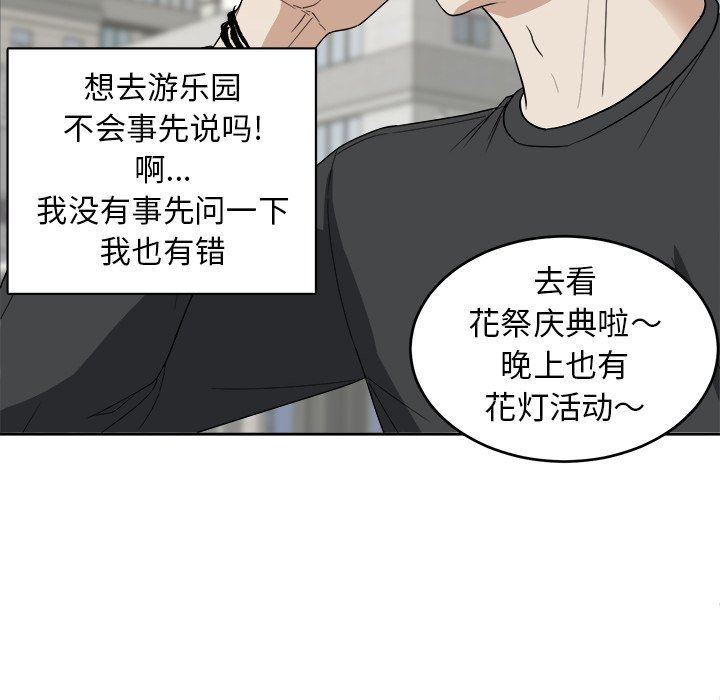 想去游乐园
不会事先说吗!
啊...
我没有事先问一下
我也有错
去看
花祭庆典啦～
晚上也有
花灯活动～